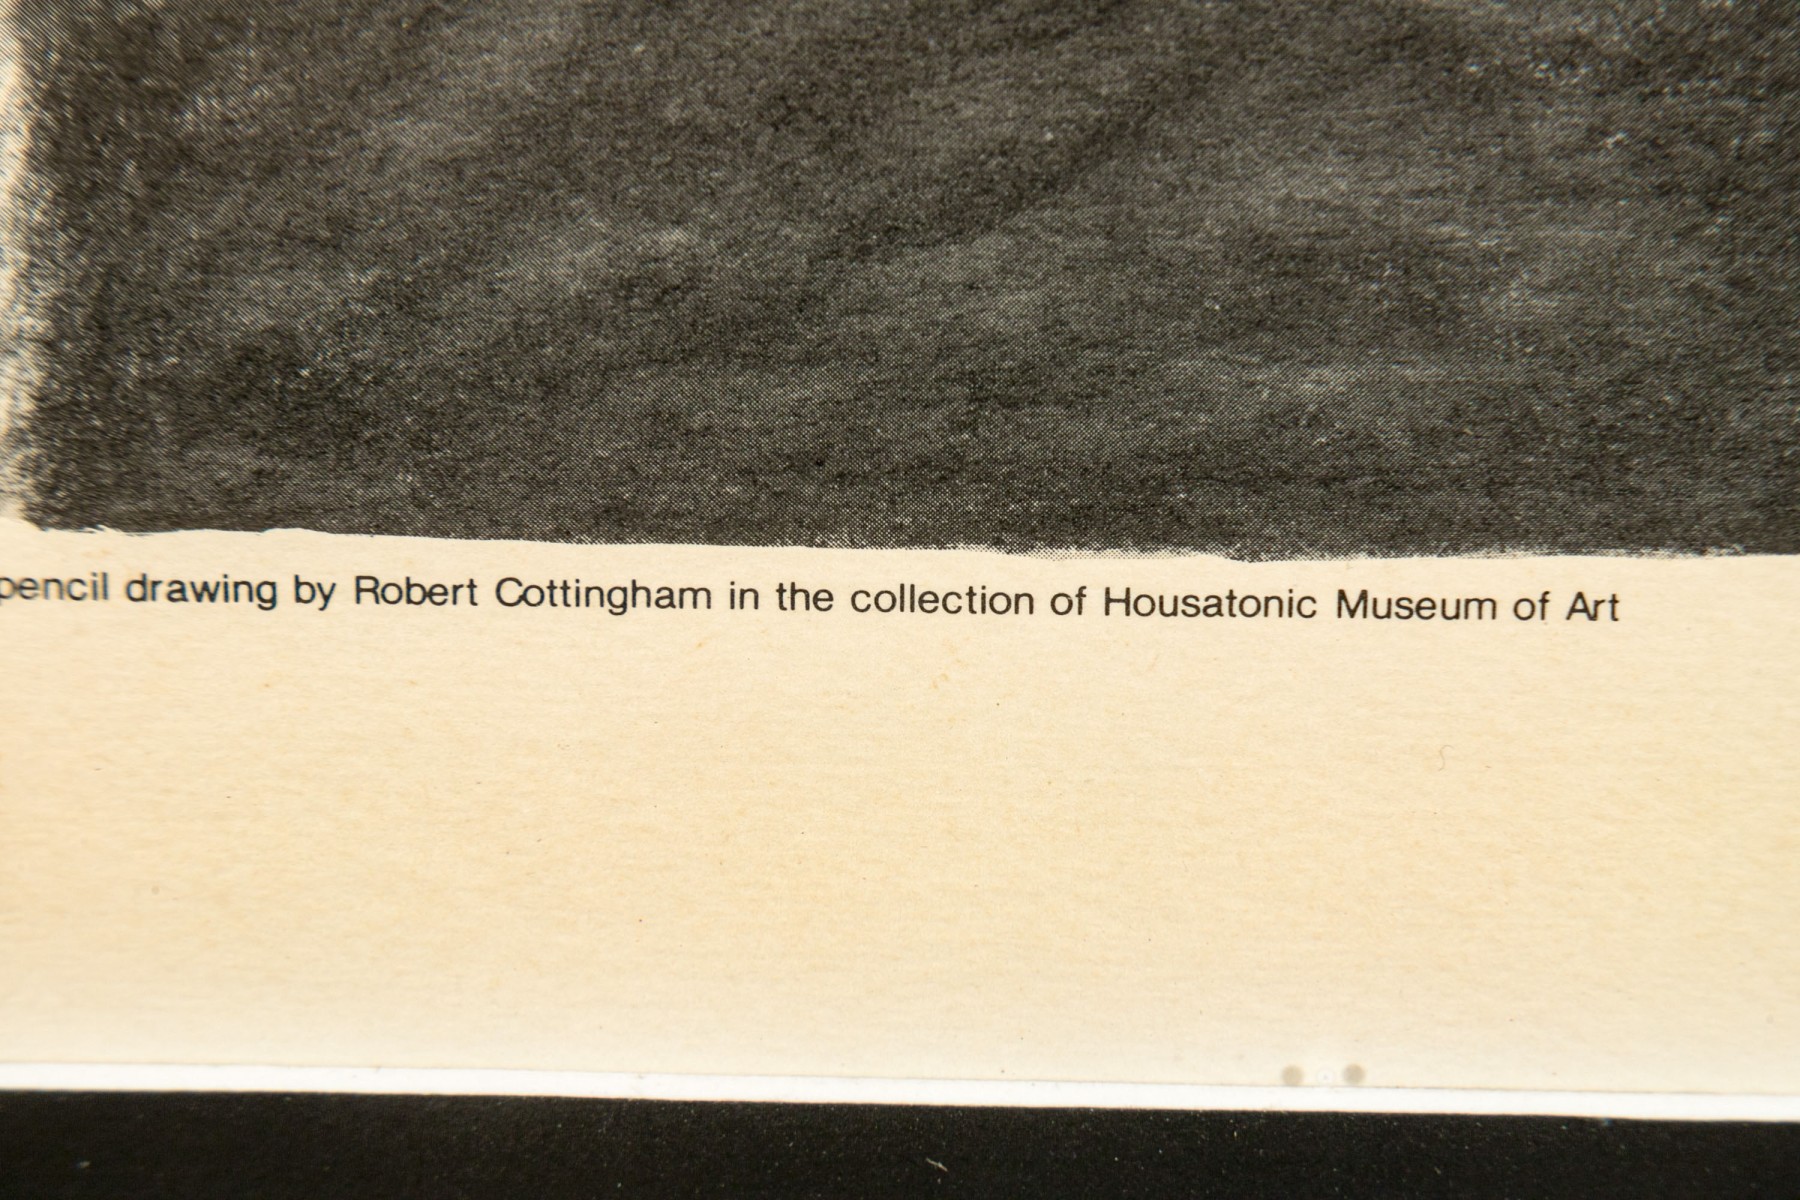 pencil drawing by Robert Cottingham in the collection of Housatonic Museum of Art